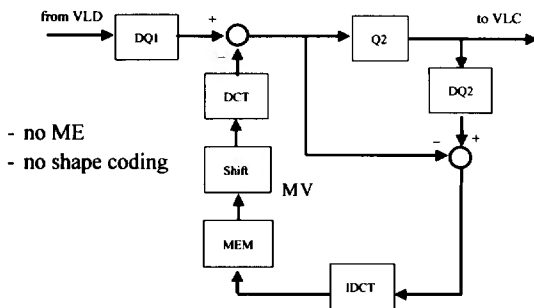 from VLD
DQ1
+
−
Q2
to VLC
DQ2
DCT
- no ME
- no shape coding
− +
Shift
MV
MEM
IDCT